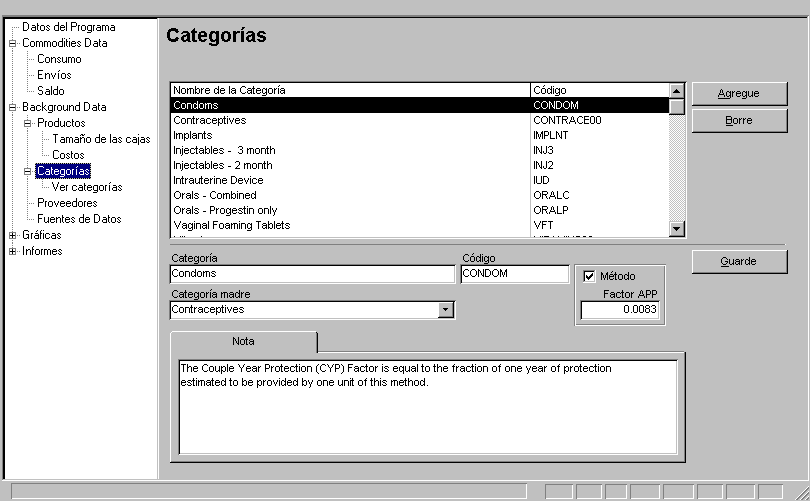 Datos del Programa
Commodities Data
Consumo
Envíos
Saldo
Background Data
Productos
Tamaño de las cajas
Costos
Categorías
Ver categorías
Proveedores
Fuentes de Datos
Gráficas
Informes
Categorías
Nombre de la Categoría Código
Condoms CONDOM
Contraceptives CONTRACE00
Implants IMPLNT
Injectables - 3 month INJ3
Injectables - 2 month INJ2
Intrauterine Device IUD
Orals - Combined ORALC
Orals - Progestin only ORALP
Vaginal Foaming Tablets VFT
Agregue
Borre
Guarde
Categoría Código
Condoms CONDOM
Método
Categoría madre Factor APP
Contraceptives 0.0083
Nota
The Couple Year Protection (CYP) Factor is equal to the fraction of one year of protection
estimated to be provided by one unit of this method.